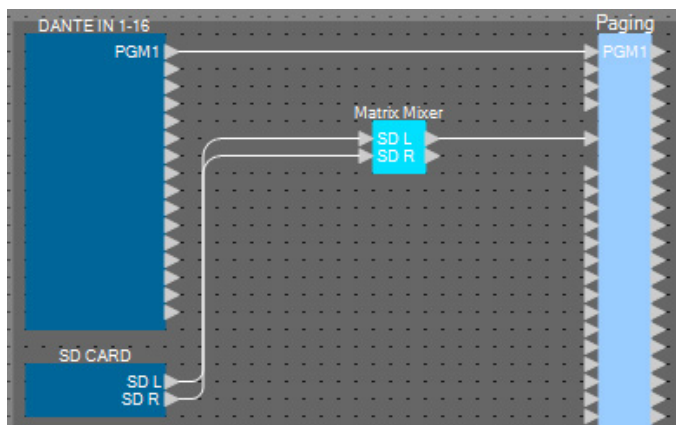 DANTE IN 1-16
PGM1
Paging
PGM1
Matrix Mixer
SD L
SD R
SD CARD
SD L
SD R